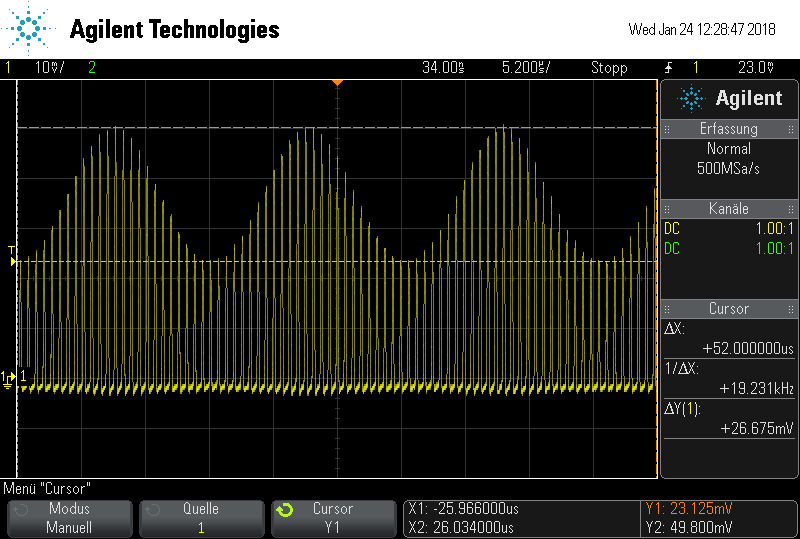 Agilent Technologies
Wed Jan 24 12:28:47 2018
1 10㎷/ 2 34.00㎲ 5.200㎲/ Stopp 1 23.0㎷
Agilent
Erfassung
Normal
500MSa/s
Kanäle
DC 1.00:1
DC 1.00:1
T
1 1
Cursor
ΔX:
+52.000000us
1/ΔX:
+19.231kHz
ΔY(1):
+26.675mV
Menü "Cursor"
Modus
Manuell
Quelle
1
Cursor
Y1
X1: -25.966000us
X2: 26.034000us
Y1: 23.125mV
Y2: 49.800mV